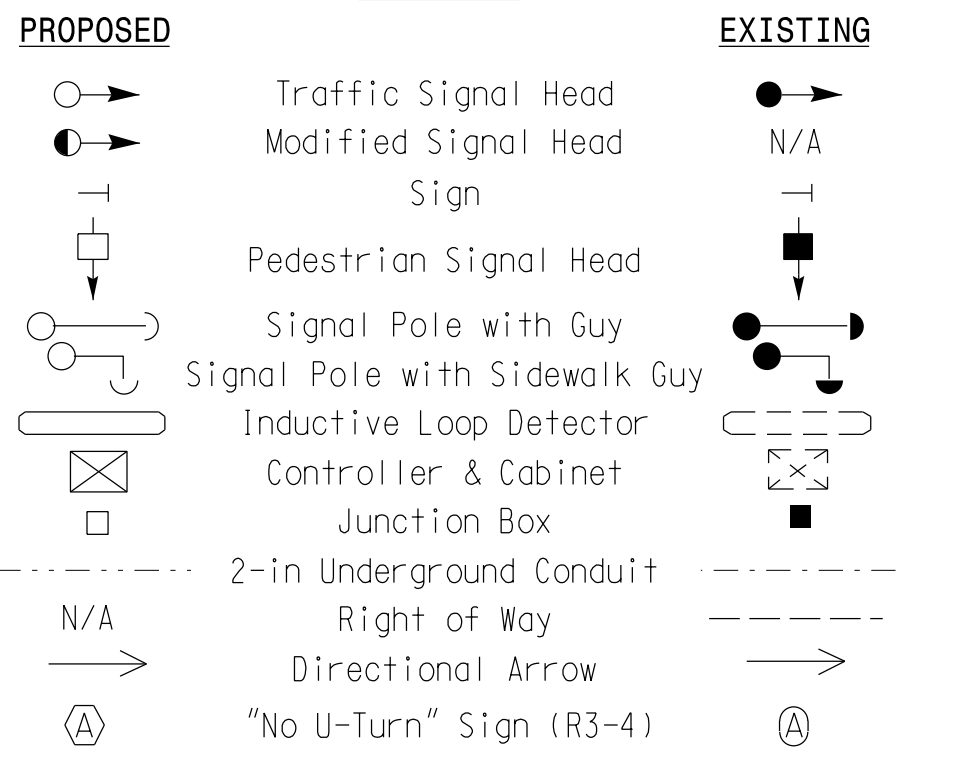 PROPOSED EXISTING
Traffic Signal Head
Modified Signal Head N/A
Sign
Pedestrian Signal Head
Signal Pole with Guy
Signal Pole with Sidewalk Guy
Inductive Loop Detector
Controller & Cabinet
Junction Box
2-in Underground Conduit
N/A Right of Way
Directional Arrow
A "No U-Turn" Sign (R3-4) A